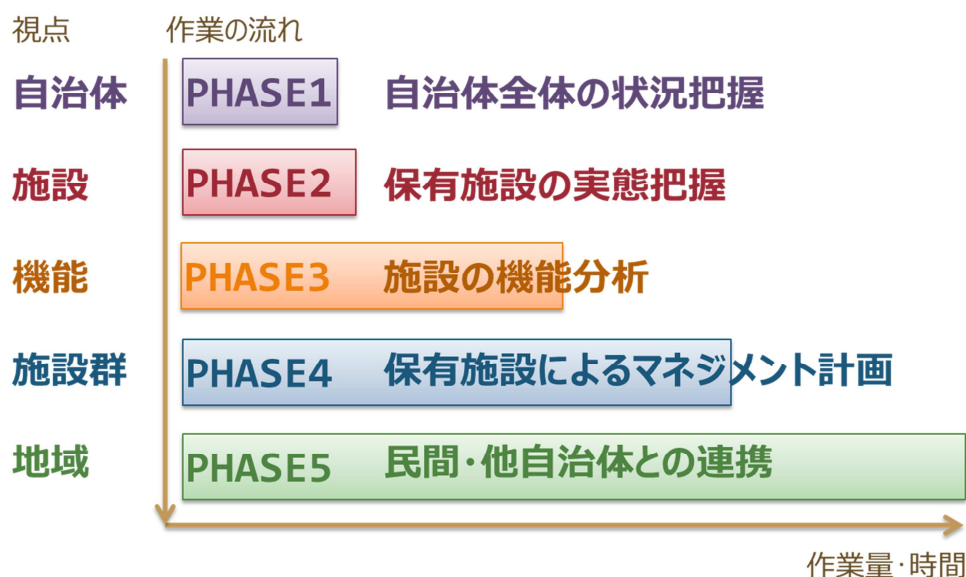 視点 作業の流れ
自治体 PHASE1 自治体全体の状況把握
施設 PHASE2 保有施設の実態把握
機能 PHASE3 施設の機能分析
施設群 PHASE4 保有施設によるマネジメント計画
地域 PHASE5 民間・他自治体との連携
作業量・時間